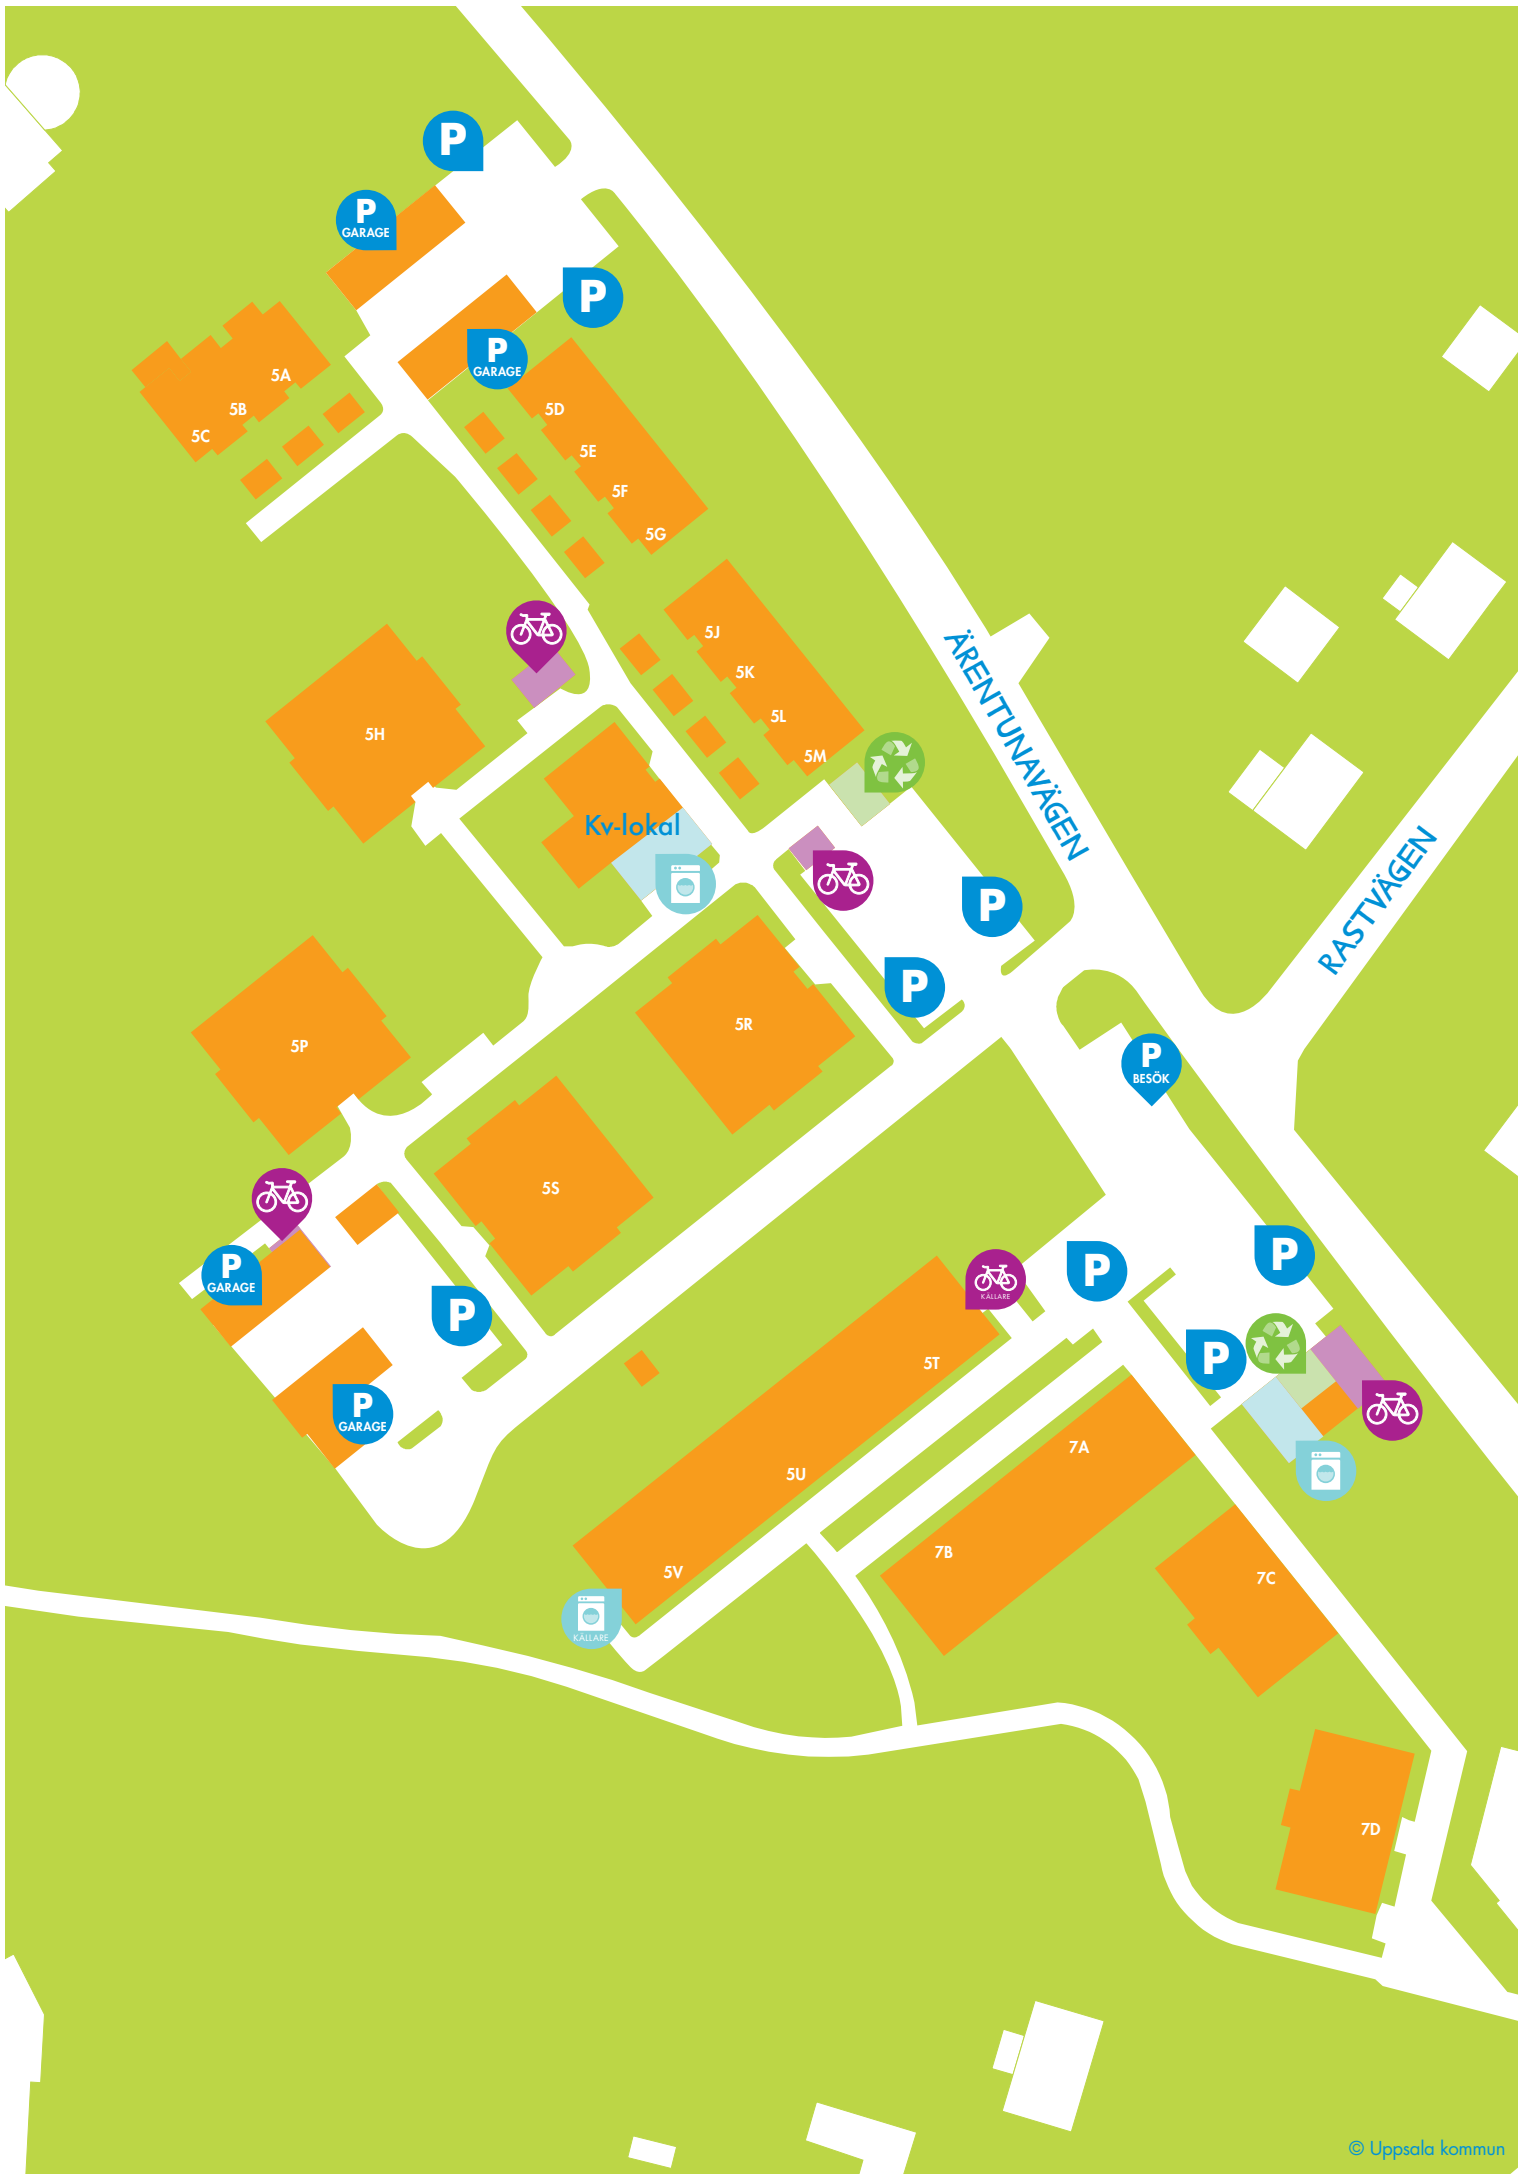 P
P
GARAGE
P
P
GARAGE
5A
5B
5C
5D
5E
5F
5G
5J
5K
5L
5M
5H
ÄRENTUNAVÄGEN
Kv-lokal
RASTVÄGEN
P
P
5R
5P
P
BESÖK
5S
P
GARAGE
P
P
GARAGE
KÄLLARE
P
P
P
5T
5U
5V
KÄLLARE
7A
7B
7C
7D
© Uppsala kommun